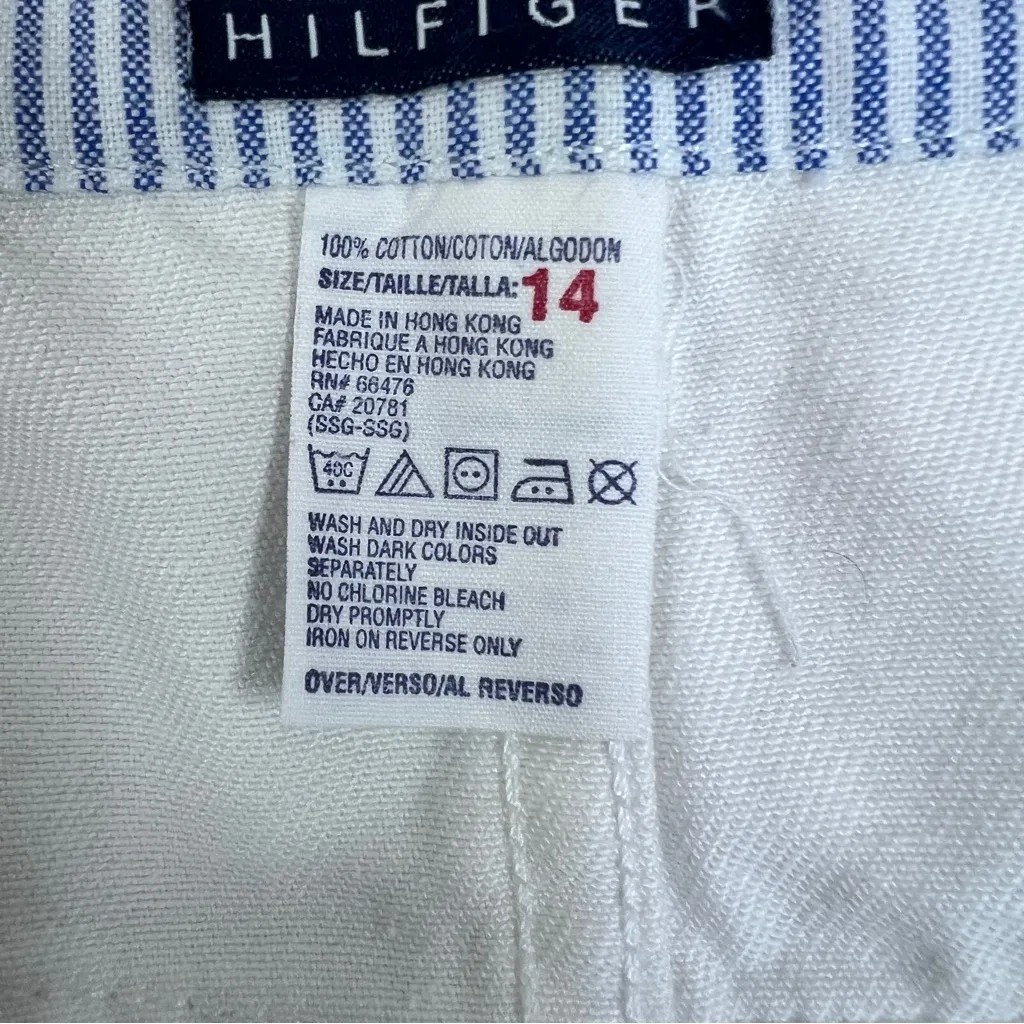 HILFIGER
100% COTTON/COTON/ALGODON
SIZE/TAILLE/TALLA: 14
MADE IN HONG KONG
FABRIQUE A HONG KONG
HECHO EN HONG KONG
RN# 66476
CA# 20781
(SSG-SSG)
40C
WASH AND DRY INSIDE OUT
WASH DARK COLORS
SEPARATELY
NO CHLORINE BLEACH
DRY PROMPTLY
IRON ON REVERSE ONLY
OVER/VERSO/AL REVERSO